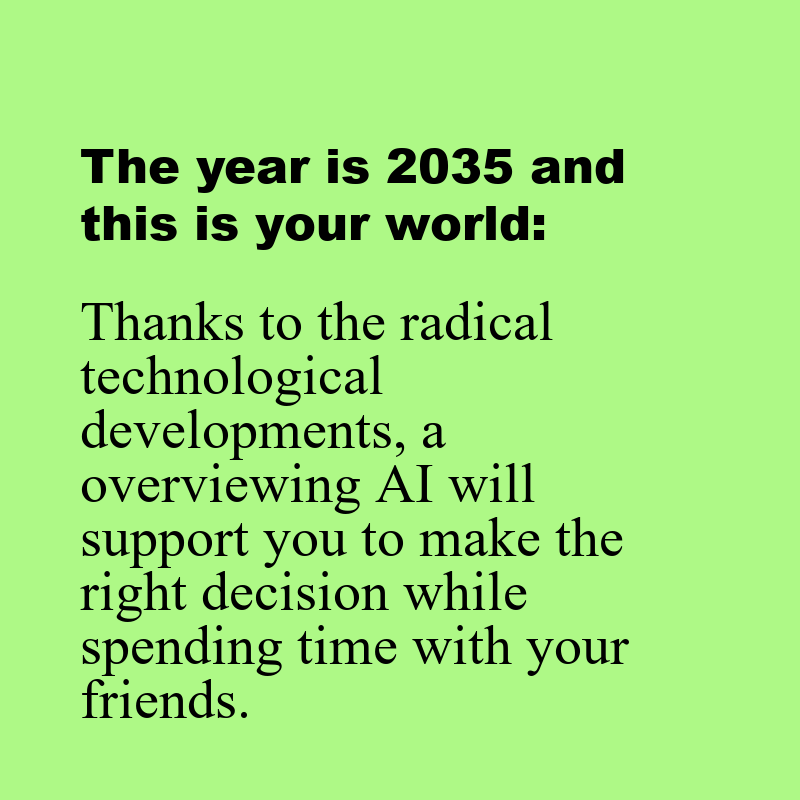 The year is 2035 and
this is your world:
Thanks to the radical
technological
developments, a
overviewing AI will
support you to make the
right decision while
spending time with your
friends.